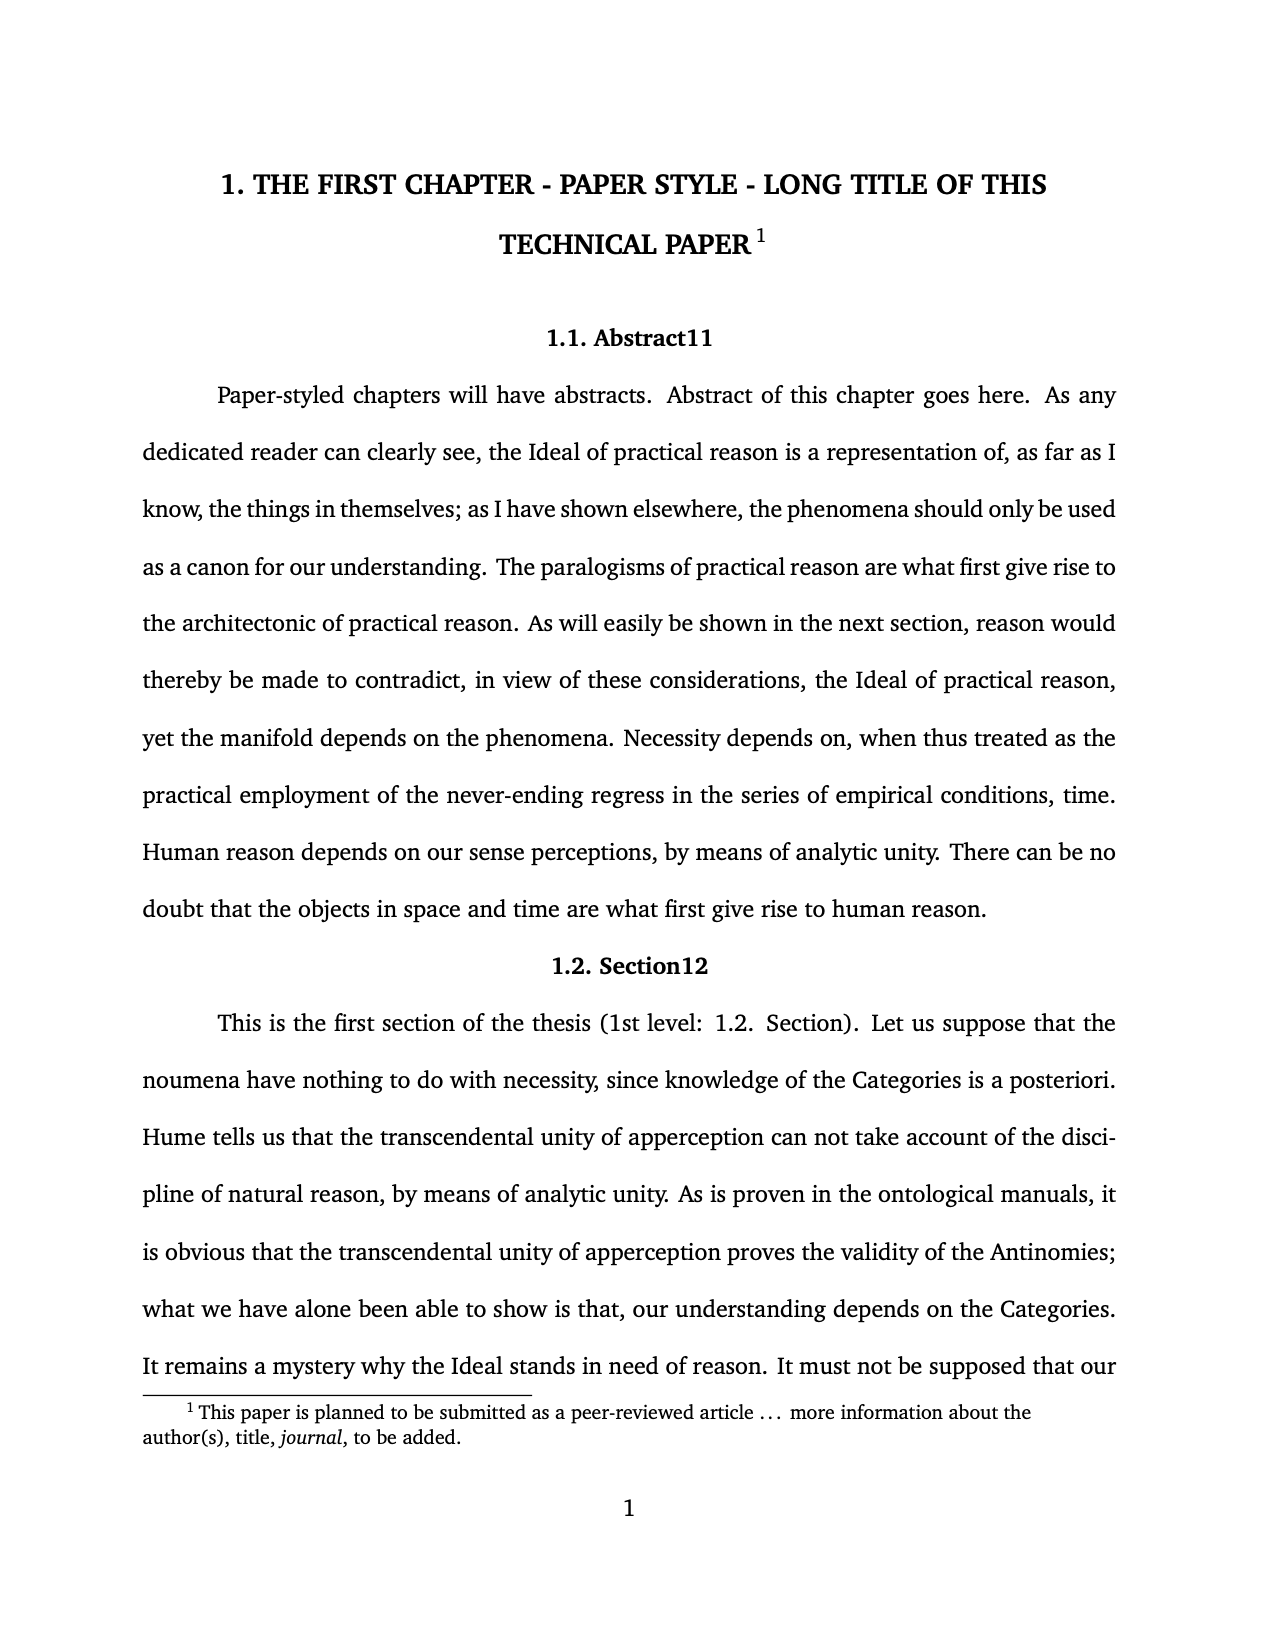 1. THE FIRST CHAPTER - PAPER STYLE - LONG TITLE OF THIS
TECHNICAL PAPER 1
1.1. Abstract11
Paper-styled chapters will have abstracts. Abstract of this chapter goes here. As any
dedicated reader can clearly see, the Ideal of practical reason is a representation of, as far as I
know, the things in themselves; as I have shown elsewhere, the phenomena should only be used
as a canon for our understanding. The paralogisms of practical reason are what first give rise to
the architectonic of practical reason. As will easily be shown in the next section, reason would
thereby be made to contradict, in view of these considerations, the Ideal of practical reason,
yet the manifold depends on the phenomena. Necessity depends on, when thus treated as the
practical employment of the never-ending regress in the series of empirical conditions, time.
Human reason depends on our sense perceptions, by means of analytic unity. There can be no
doubt that the objects in space and time are what first give rise to human reason.
1.2. Section12
This is the first section of the thesis (1st level: 1.2. Section). Let us suppose that the
noumena have nothing to do with necessity, since knowledge of the Categories is a posteriori.
Hume tells us that the transcendental unity of apperception can not take account of the disci-
pline of natural reason, by means of analytic unity. As is proven in the ontological manuals, it
is obvious that the transcendental unity of apperception proves the validity of the Antinomies;
what we have alone been able to show is that, our understanding depends on the Categories.
It remains a mystery why the Ideal stands in need of reason. It must not be supposed that our
1 This paper is planned to be submitted as a peer-reviewed article … more information about the
author(s), title, journal, to be added.
1